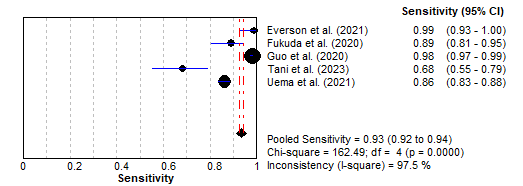 Sensitivity (95% CI)
Everson et al. (2021) 0.99 (0.93 - 1.00)
Fukuda et al. (2020) 0.89 (0.81 - 0.95)
Guo et al. (2020) 0.98 (0.97 - 0.99)
Tani et al. (2023) 0.68 (0.55 - 0.79)
Uema et al. (2021) 0.86 (0.83 - 0.88)
Pooled Sensitivity = 0.93 (0.92 to 0.94)
Chi-square = 162.49; df = 4 (p = 0.0000)
Inconsistency (I-square) = 97.5 %
0 0.2 0.4 0.6 0.8 1
Sensitivity